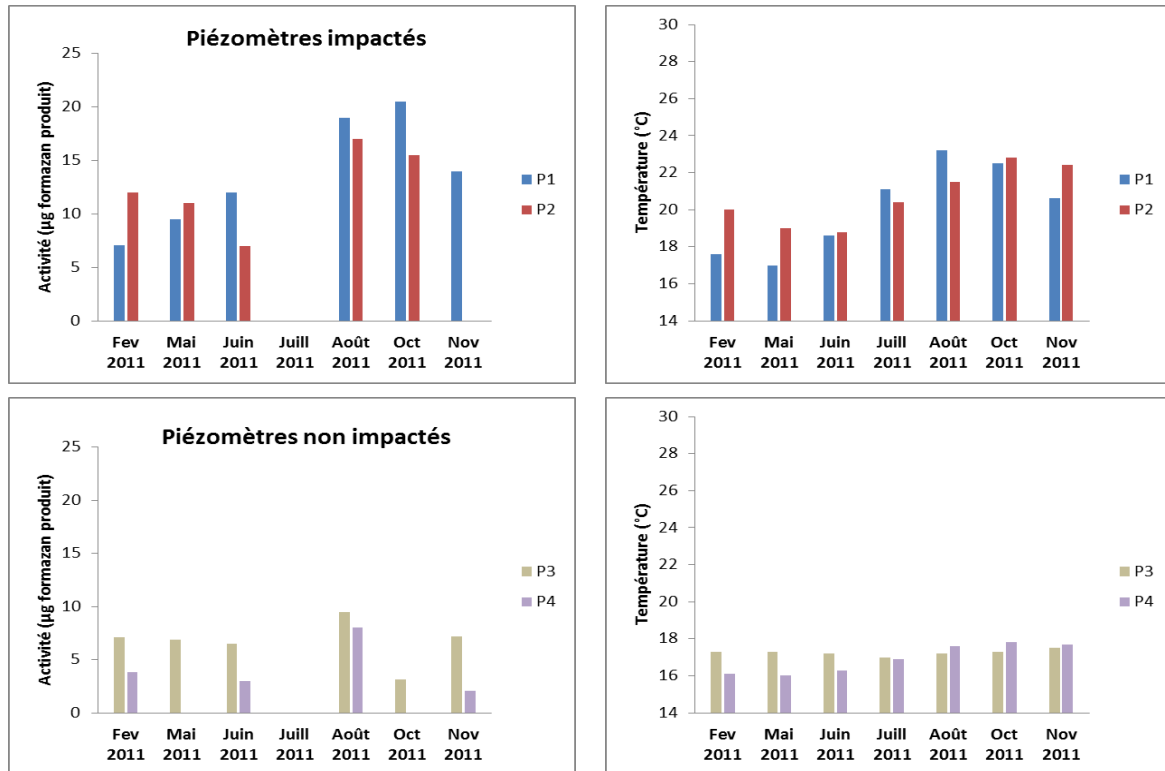 Piézomètres impactés
Activité (µg formazan produit)
25
20
15
10
5
0
Fev Mai Juin Juill Août Oct Nov
2011 2011 2011 2011 2011 2011 2011
P1
P2
Température (°C)
30
28
26
24
22
20
18
16
14
Fev Mai Juin Juill Août Oct Nov
2011 2011 2011 2011 2011 2011 2011
P1
P2
Piézomètres non impactés
Activité (µg formazan produit)
25
20
15
10
5
0
Fev Mai Juin Juill Août Oct Nov
2011 2011 2011 2011 2011 2011 2011
P3
P4
Température (°C)
30
28
26
24
22
20
18
16
14
Fev Mai Juin Juill Août Oct Nov
2011 2011 2011 2011 2011 2011 2011
P3
P4